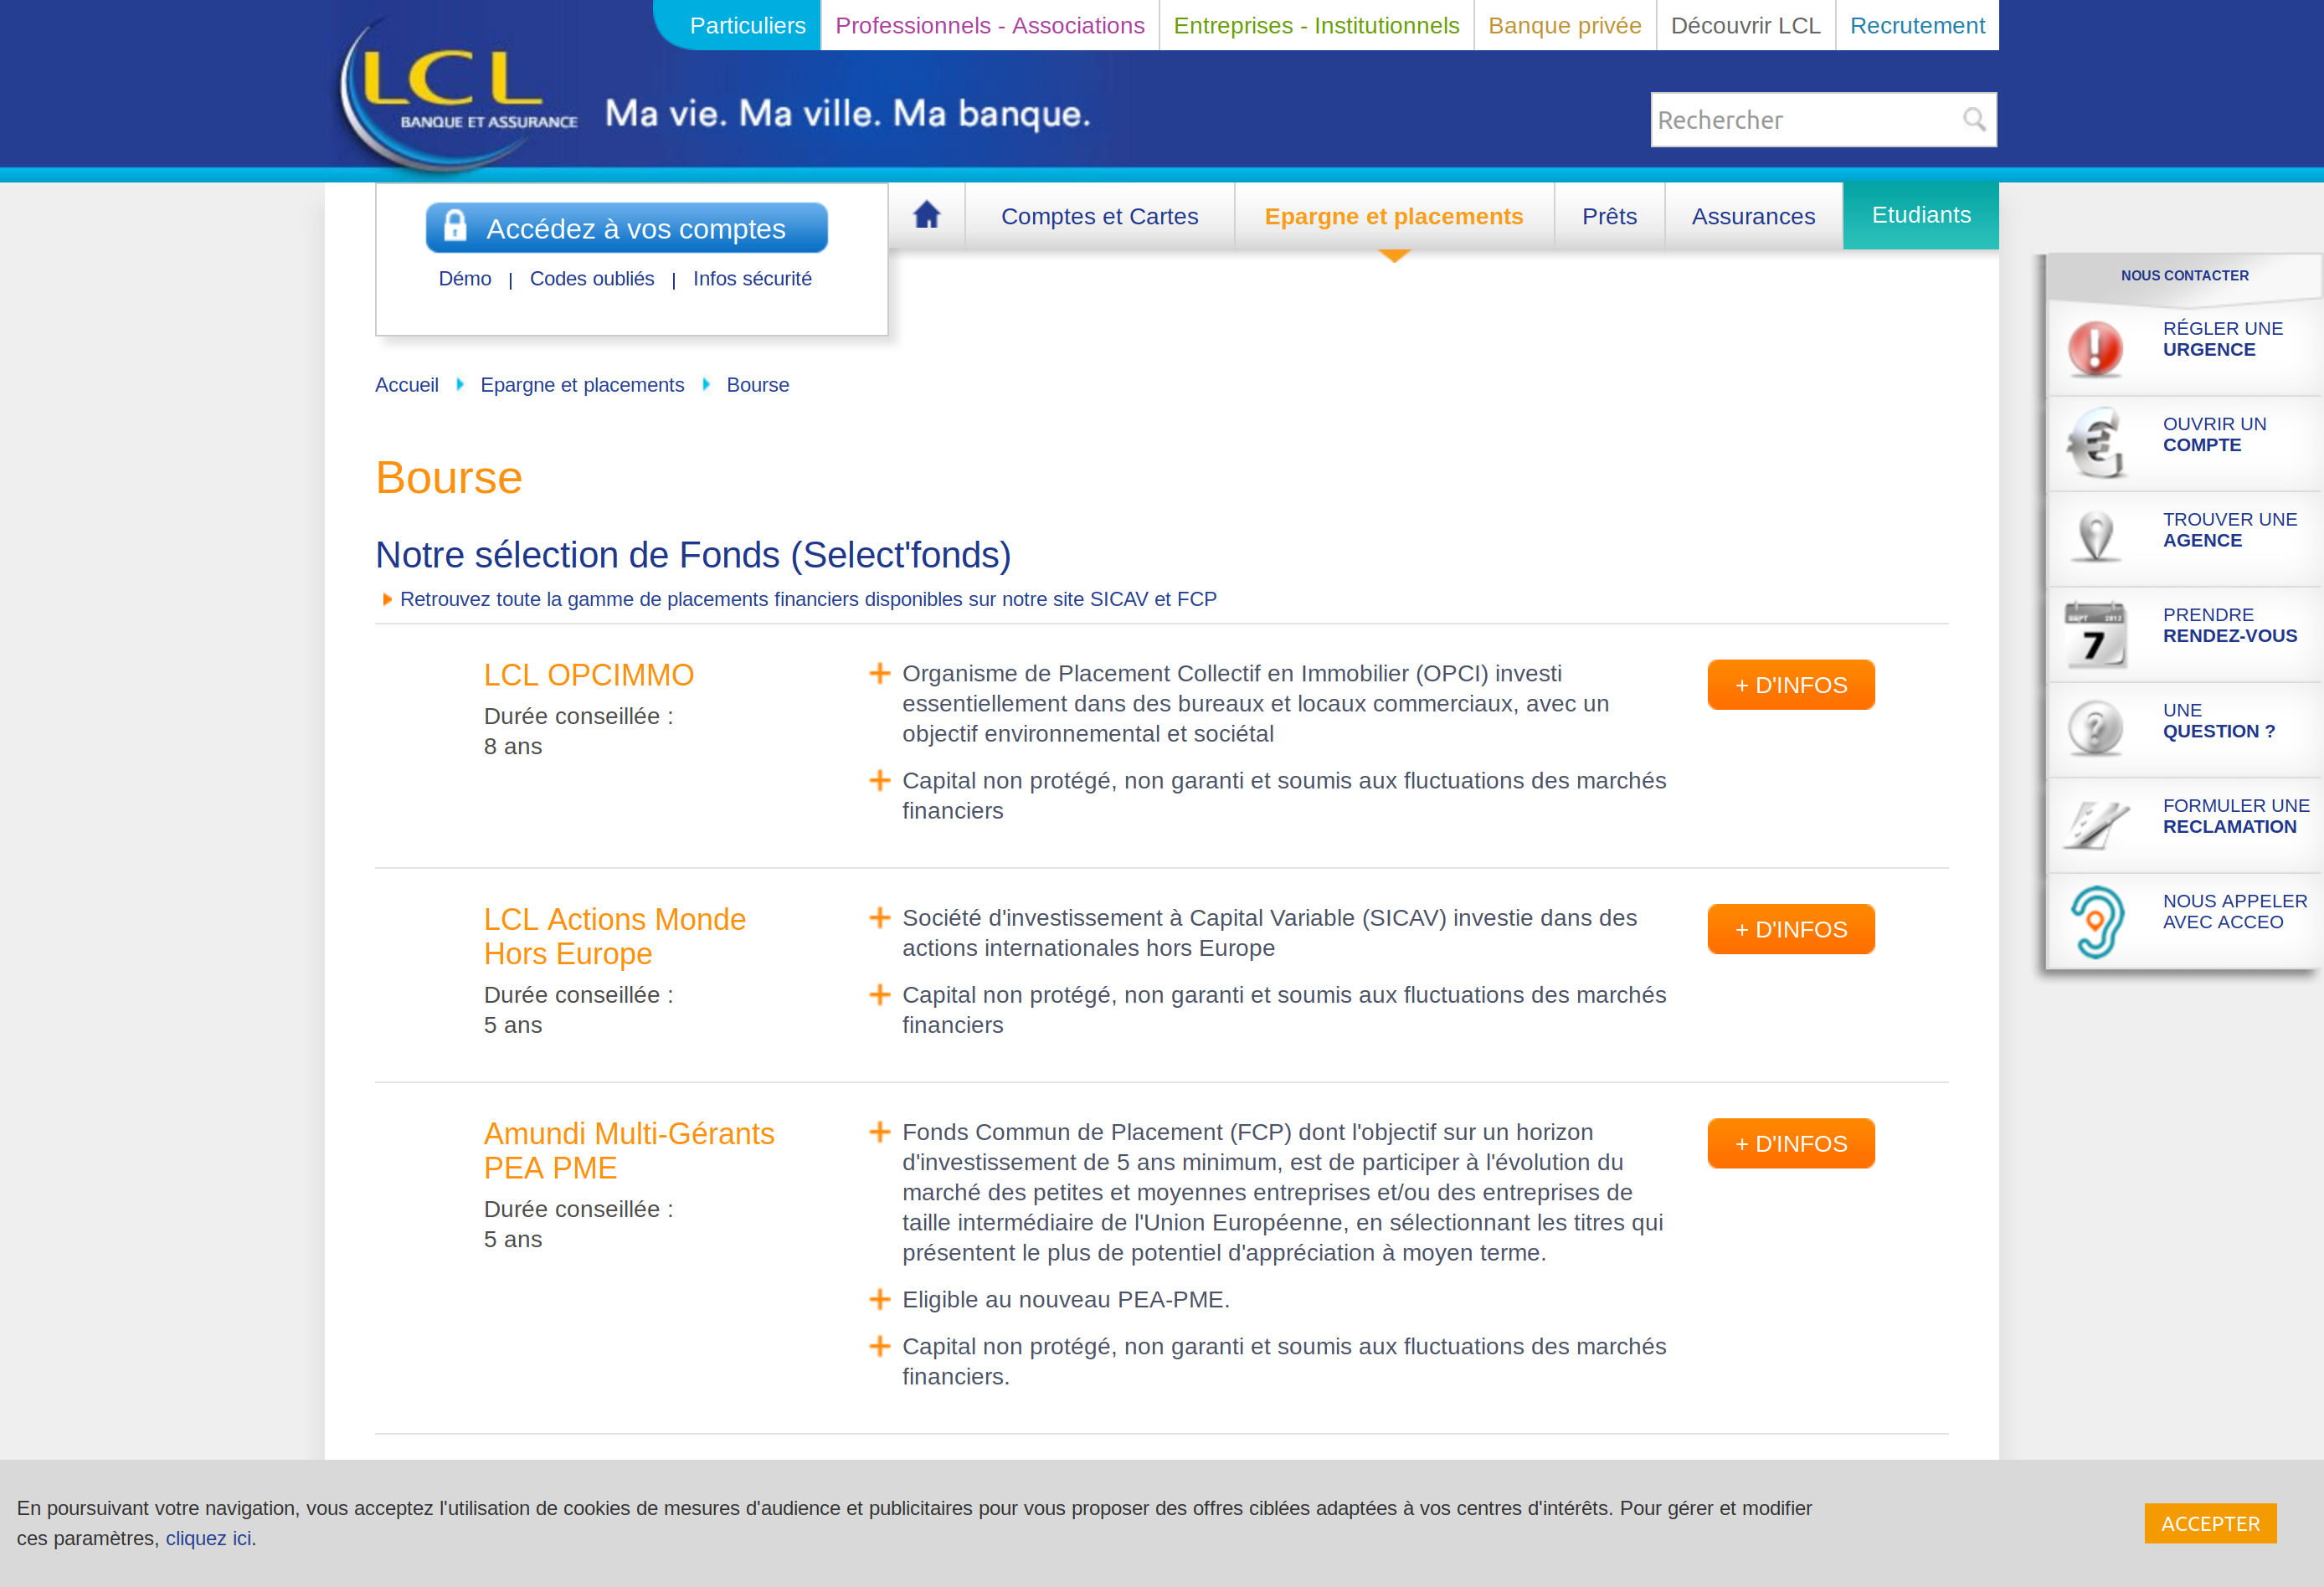 Particuliers
Professionnels - Associations
Entreprises - Institutionnels
Banque privée
Découvrir LCL
Recrutement
LCL
BANQUE ET ASSURANCE
Ma vie. Ma ville. Ma banque.
Rechercher
Accédez à vos comptes
Démo | Codes oubliés | Infos sécurité
Comptes et Cartes
Epargne et placements
Prêts
Assurances
Etudiants
Accueil Epargne et placements Bourse
Bourse
Notre sélection de Fonds (Select'fonds)
Retrouvez toute la gamme de placements financiers disponibles sur notre site SICAV et FCP
LCL OPCIMMO
Durée conseillée :
8 ans
Organisme de Placement Collectif en Immobilier (OPCI) investi
essentiellement dans des bureaux et locaux commerciaux, avec un
objectif environnemental et sociétal
Capital non protégé, non garanti et soumis aux fluctuations des marchés
financiers
+ D'INFOS
LCL Actions Monde
Hors Europe
Durée conseillée :
5 ans
Société d'investissement à Capital Variable (SICAV) investie dans des
actions internationales hors Europe
Capital non protégé, non garanti et soumis aux fluctuations des marchés
financiers
+ D'INFOS
Amundi Multi-Gérants
PEA PME
Durée conseillée :
5 ans
Fonds Commun de Placement (FCP) dont l'objectif sur un horizon
d'investissement de 5 ans minimum, est de participer à l'évolution du
marché des petites et moyennes entreprises et/ou des entreprises de
taille intermédiaire de l'Union Européenne, en sélectionnant les titres qui
présentent le plus de potentiel d'appréciation à moyen terme.
Eligible au nouveau PEA-PME.
Capital non protégé, non garanti et soumis aux fluctuations des marchés
financiers.
+ D'INFOS
NOUS CONTACTER
RÉGLER UNE
URGENCE
OUVRIR UN
COMPTE
TROUVER UNE
AGENCE
SEPT 2012
7
PRENDRE
RENDEZ-VOUS
UNE
QUESTION ?
FORMULER UNE
RECLAMATION
NOUS APPELER
AVEC ACCEO
En poursuivant votre navigation, vous acceptez l'utilisation de cookies de mesures d'audience et publicitaires pour vous proposer des offres ciblées adaptées à vos centres d'intérêts. Pour gérer et modifier
ces paramètres, cliquez ici.
ACCEPTER